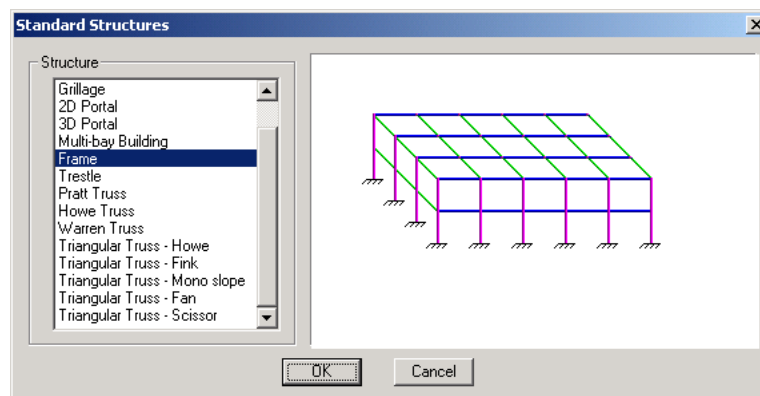 Standard Structures
Structure
Grillage
2D Portal
3D Portal
Multi-bay Building
Frame
Trestle
Pratt Truss
Howe Truss
Warren Truss
Triangular Truss - Howe
Triangular Truss - Fink
Triangular Truss - Mono slope
Triangular Truss - Fan
Triangular Truss - Scissor
OK
Cancel